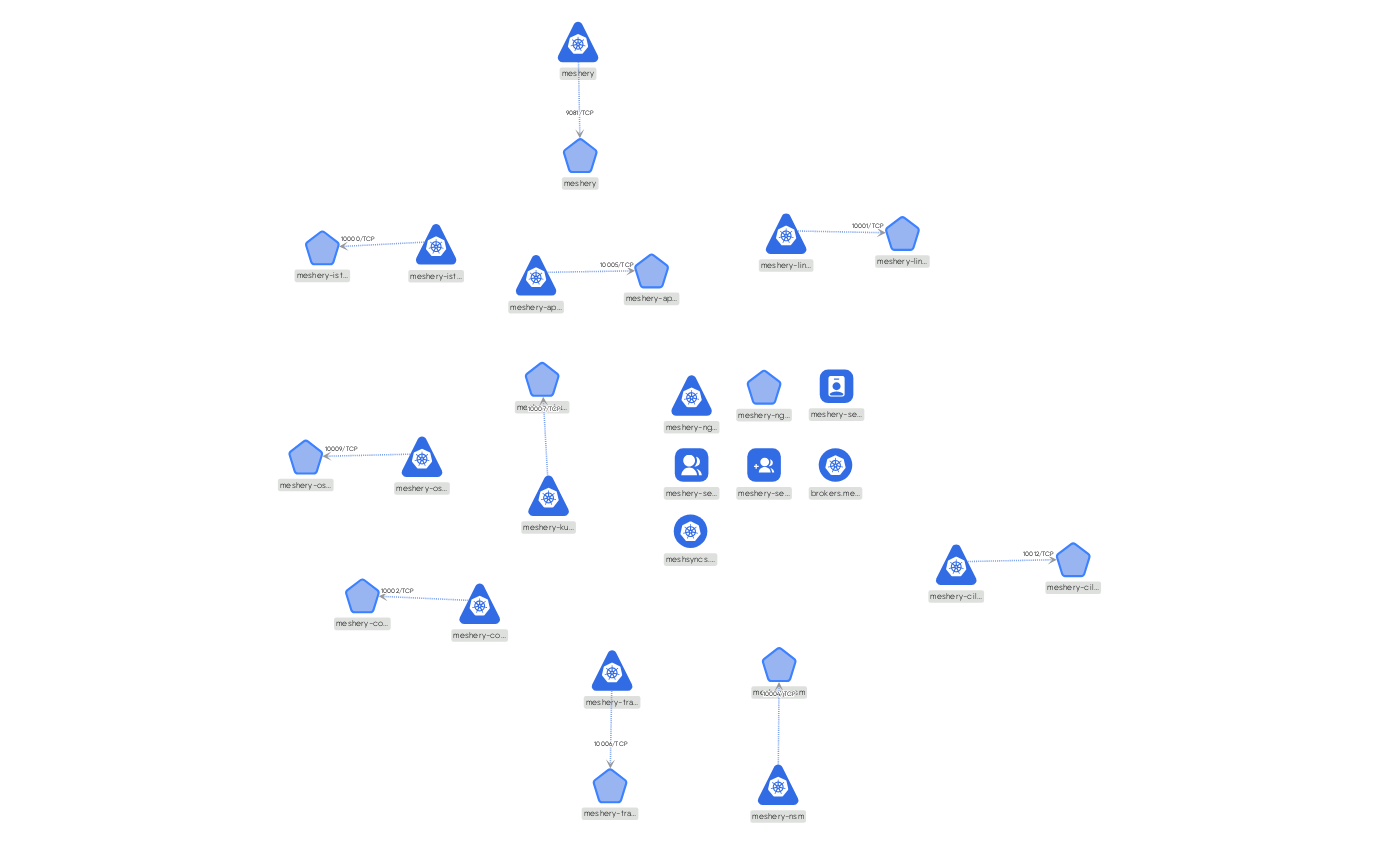 meshery
9081/TCP
meshery
10000/TCP
meshery-ist...
meshery-ist...
10005/TCP
meshery-ap...
meshery-ap...
10001/TCP
meshery-lin...
meshery-lin...
10007/TCP
meshery-ku...
meshery-ng...
meshery-ng...
meshery-se...
meshery-se...
meshery-se...
brokers.me...
meshsyncs....
10009/TCP
meshery-os...
meshery-os...
10012/TCP
meshery-cil...
meshery-cil...
10002/TCP
meshery-co...
meshery-co...
meshery-tra...
10006/TCP
meshery-tra...
10004/TCP
meshery-nsm